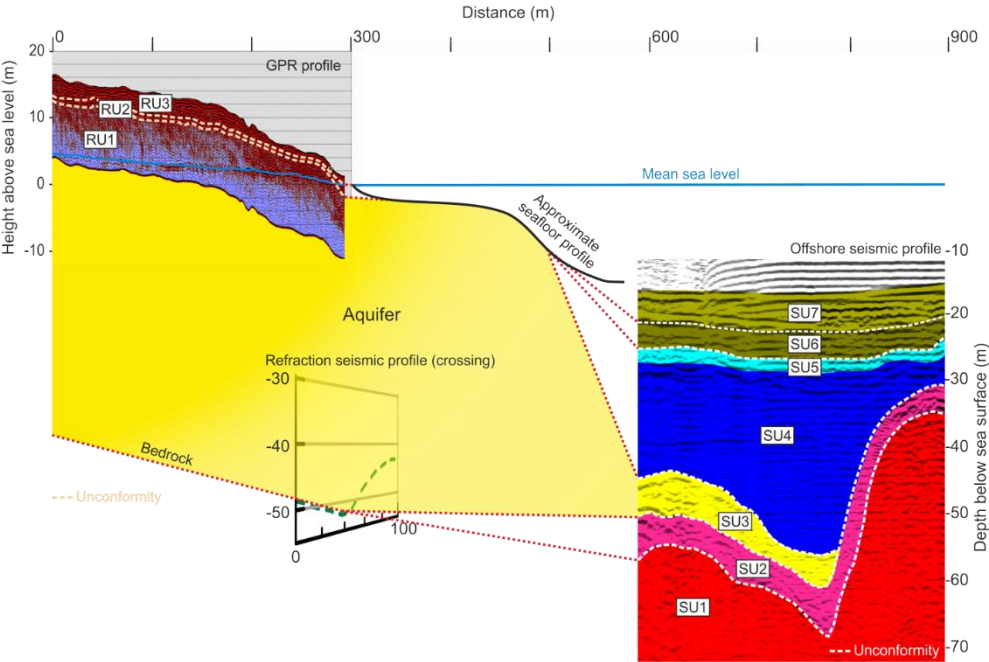 Distance (m)
0 300 600 900
20
10
0
-10
Height above sea level (m)
GPR profile
RU3
RU2
RU1
Mean sea level
Approximate
seafloor profile
Offshore seismic profile
-10
-20
-30
-40
-50
-60
-70
Depth below sea surface (m)
SU7
SU6
SU5
SU4
SU3
SU2
SU1
Unconformity
Aquifer
Refraction seismic profile (crossing)
-30
-40
-50
0
100
Bedrock
Unconformity